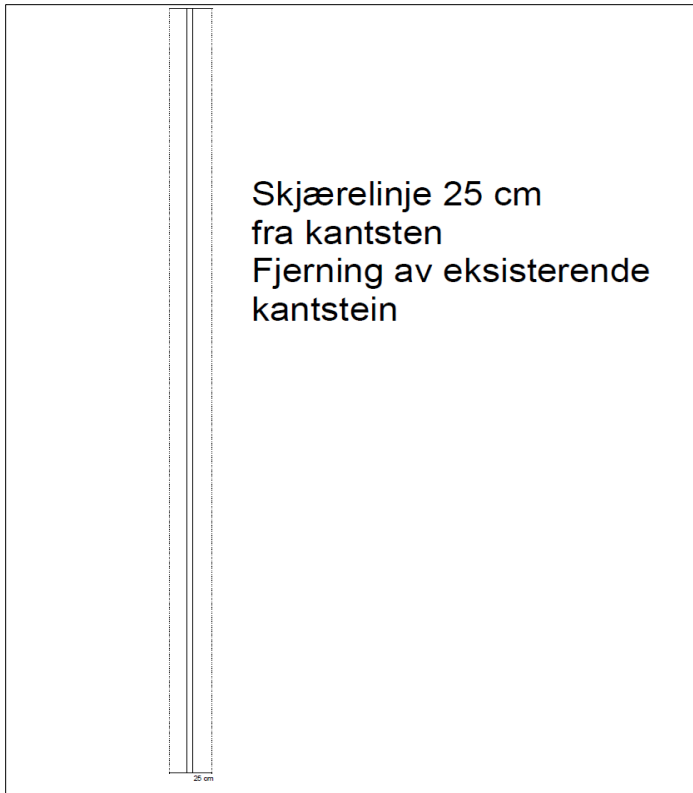 Skjærelinje 25 cm
fra kantsten
Fjerning av eksisterende
kantstein
25 cm